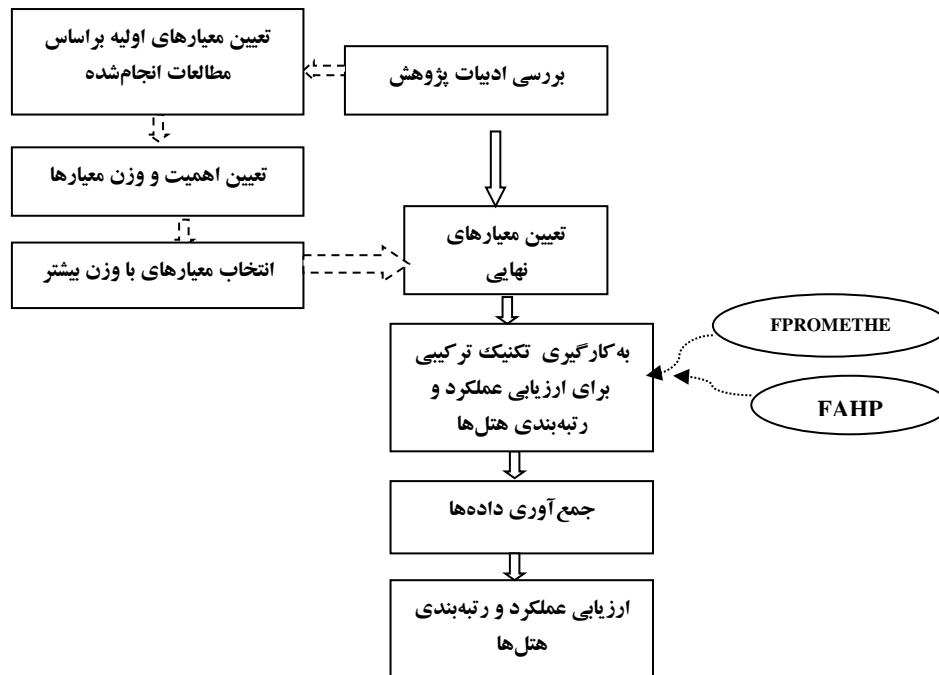 بررسی ادبیات پژوهش
تعیین معیارهای اولیه براساس
مطالعات انجام‌شده
تعیین اهمیت و وزن معیارها
انتخاب معیارهای با وزن بیشتر
تعیین معیارهای
نهایی
به‌کارگیری تکنیک ترکیبی
برای ارزیابی عملکرد و
رتبه‌بندی هتل‌ها
FPROMETHE
FAHP
جمع‌آوری داده‌ها
ارزیابی عملکرد و رتبه‌بندی
هتل‌ها